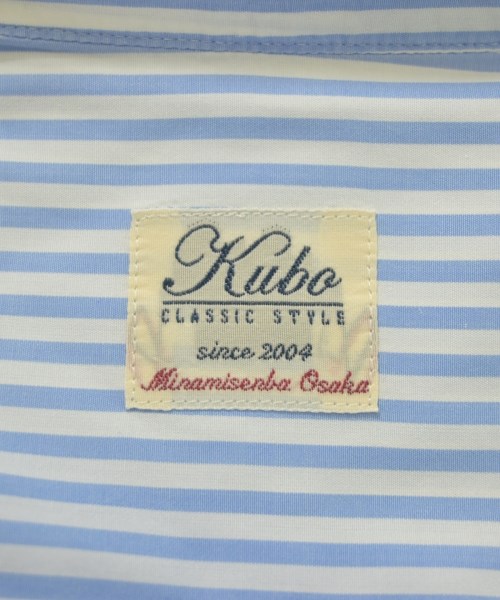 Kubo
CLASSIC STYLE
since 2004
Minamisenba Osaka